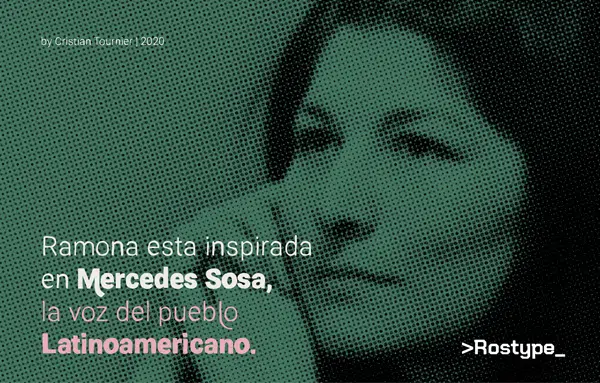 by Cristian Tournier | 2020
Ramona esta inspirada
en Mercedes Sosa,
la voz del pueblo
Latinoamericano.
>Rostype_